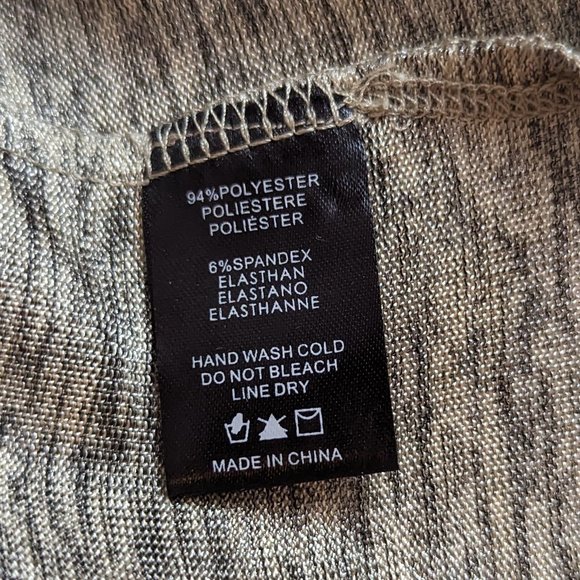 94%POLYESTER
POLIESTERE
POLIÉSTER
6%SPANDEX
ELASTHAN
ELASTANO
ELASTHANNE
HAND WASH COLD
DO NOT BLEACH
LINE DRY
MADE IN CHINA